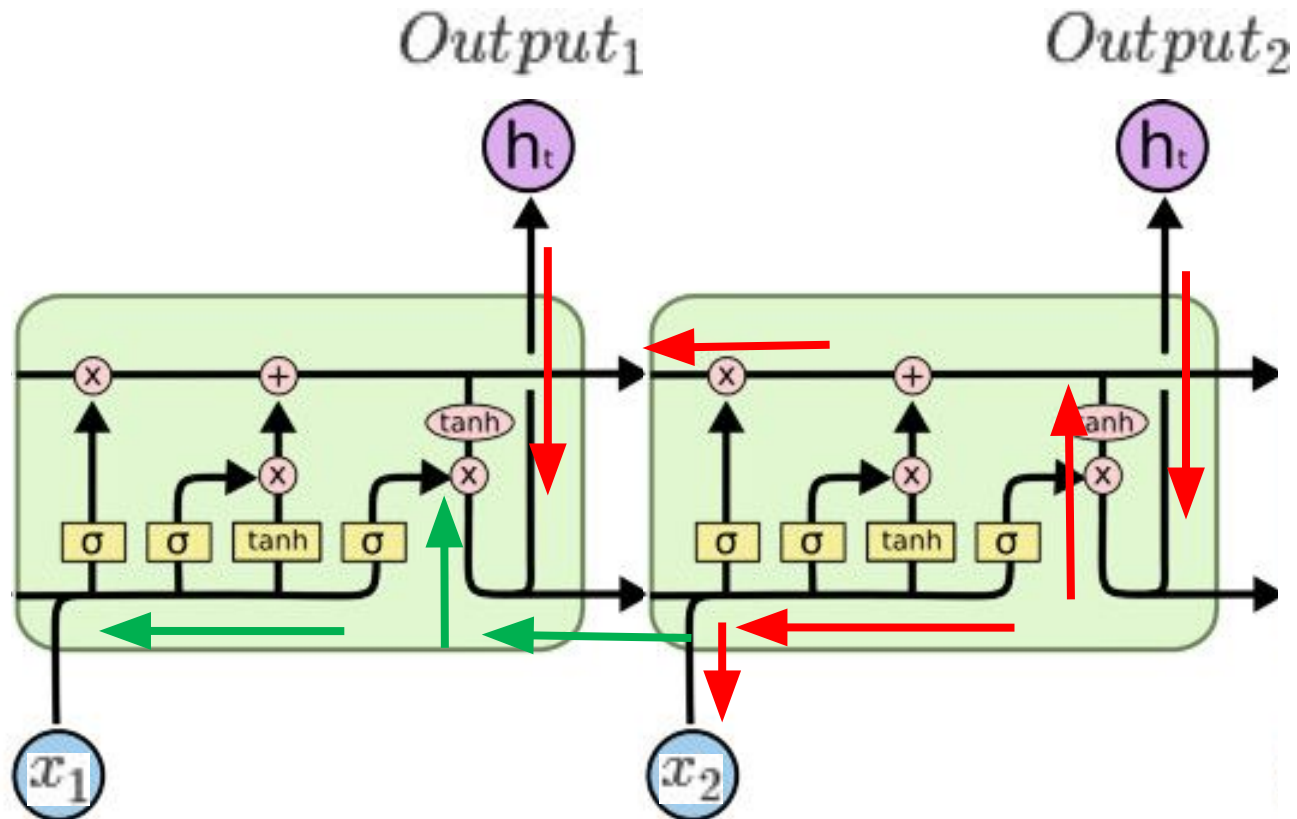 Output₁ Output₂
hₜ hₜ
x + x +
tanh tanh
x x x x
σ σ tanh σ σ σ tanh σ
x₁ x₂